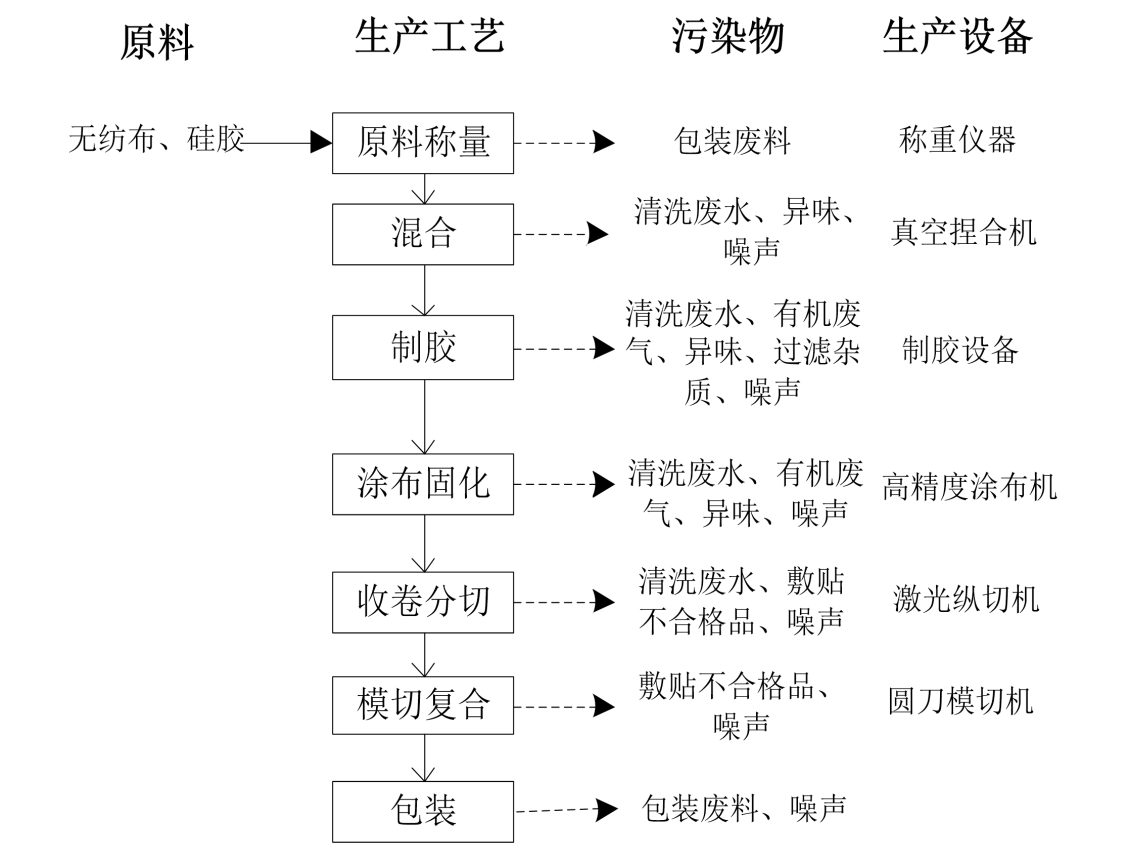 原料 生产工艺 污染物 生产设备
无纺布、硅胶 原料称量 包装废料 称重仪器
混合 清洗废水、异味、
噪声 真空捏合机
制胶 清洗废水、有机废
气、异味、过滤杂
质、噪声 制胶设备
涂布固化 清洗废水、有机废
气、异味、噪声 高精度涂布机
收卷分切 清洗废水、敷贴
不合格品、噪声 激光纵切机
模切复合 敷贴不合格品、
噪声 圆刀模切机
包装 包装废料、噪声